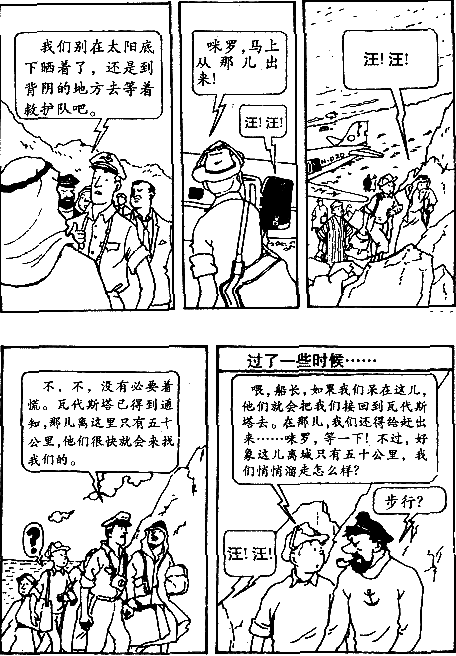 我们别在太阳底
下晒着了，还是到
背阴的地方去等着
救护队吧。
咪罗，马上
从那儿出
来！
汪！汪！
汪！汪！
不，不，没有必要着
慌。瓦代斯塔已得到通
知，那儿离这里只有五十
公里，他们很快就会来找
我们的。
?
过了一些时候……
喂，船长，如果我们呆在这儿，
他们就会把我们接回到瓦代斯
塔去。在那儿，我们还得给赶出
来……咪罗，等一下！不过，好
象这儿离城只有五十公里，我
们悄悄溜走怎么样？
步行？
汪！汪！